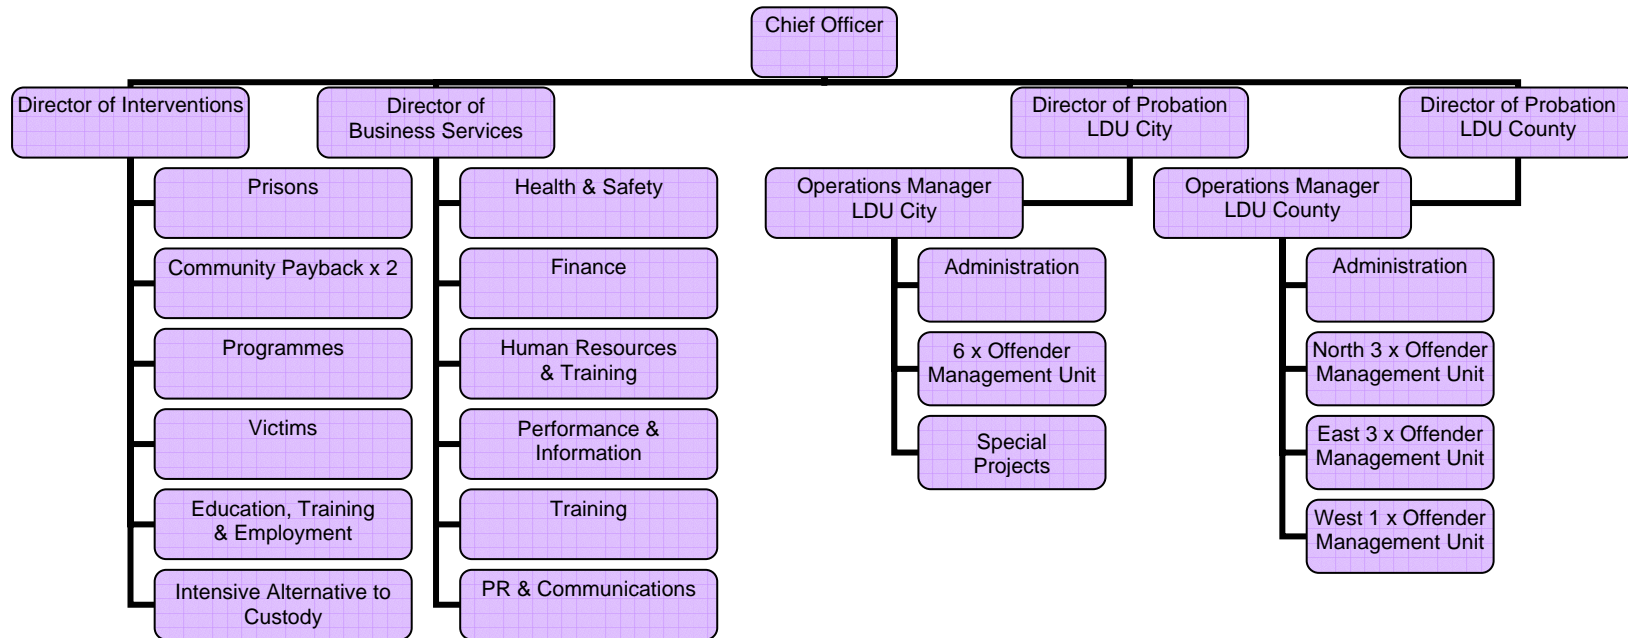 Chief Officer
Director of Interventions
Prisons
Community Payback x 2
Programmes
Victims
Education, Training
& Employment
Intensive Alternative to
Custody
Director of
Business Services
Health & Safety
Finance
Human Resources
& Training
Performance &
Information
Training
PR & Communications
Director of Probation
LDU City
Operations Manager
LDU City
Administration
6 x Offender
Management Unit
Special
Projects
Director of Probation
LDU County
Operations Manager
LDU County
Administration
North 3 x Offender
Management Unit
East 3 x Offender
Management Unit
West 1 x Offender
Management Unit